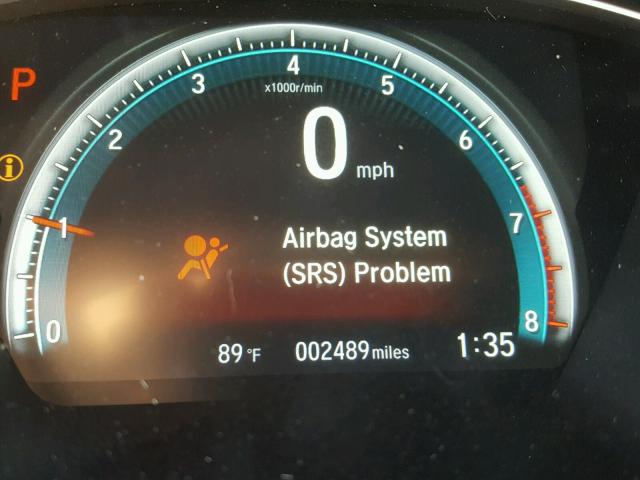 4
3
5
x1000r/min
P
2
6
0 mph
i
1
7
Airbag System
(SRS) Problem
0
8
89 °F 002489 miles 1:35